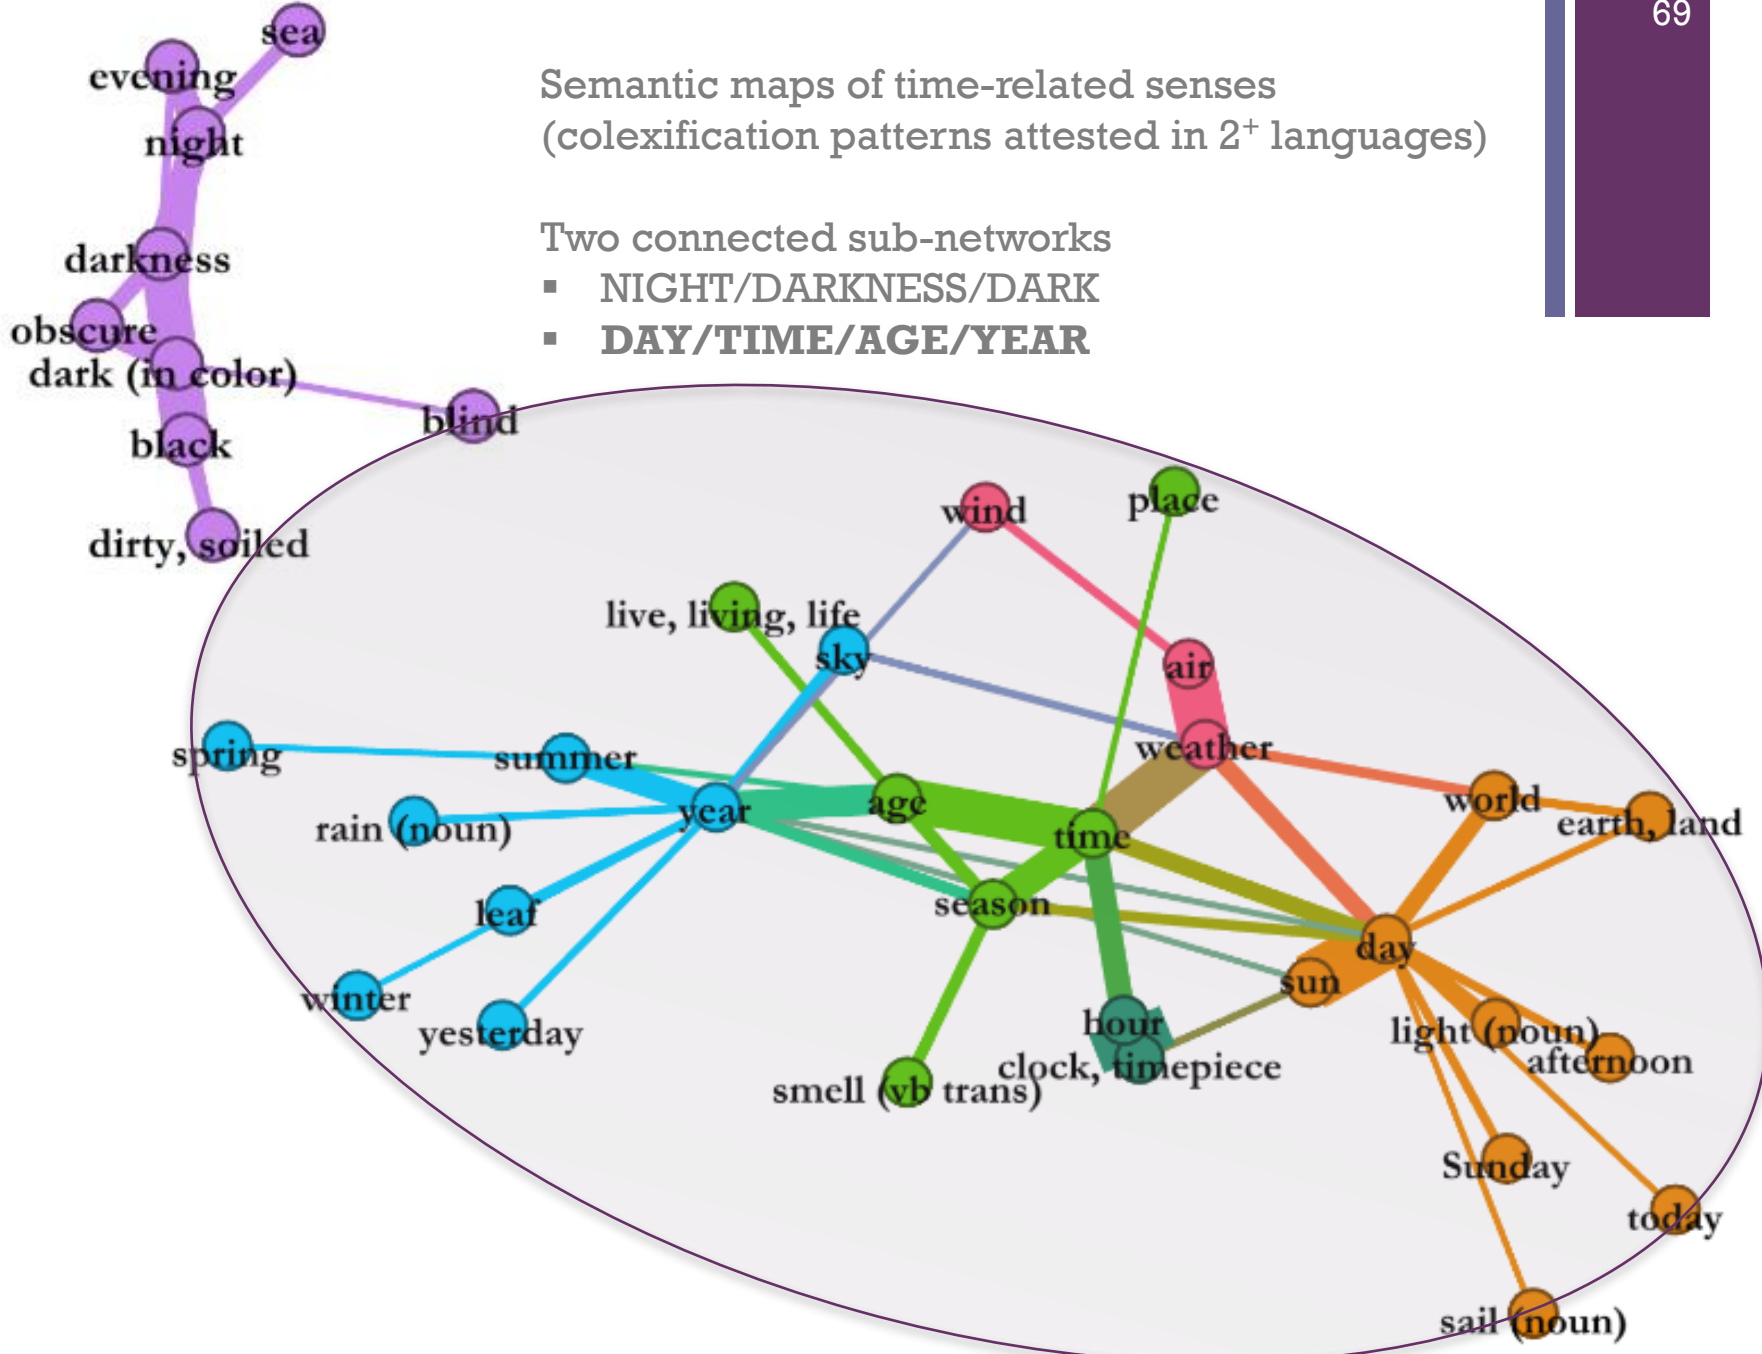 69
sea
evening
night
Semantic maps of time-related senses
(colexification patterns attested in 2+ languages)
Two connected sub-networks
▪ NIGHT/DARKNESS/DARK
▪ DAY/TIME/AGE/YEAR
darkness
obscure
dark (in color)
blind
black
dirty, soiled
wind
place
live, living, life
sky
air
spring
summer
weather
year
age
time
world
earth, land
rain (noun)
leaf
season
day
winter
yesterday
sun
hour
light (noun)
clock, timepiece
afternoon
smell (vb trans)
Sunday
today
sail (noun)